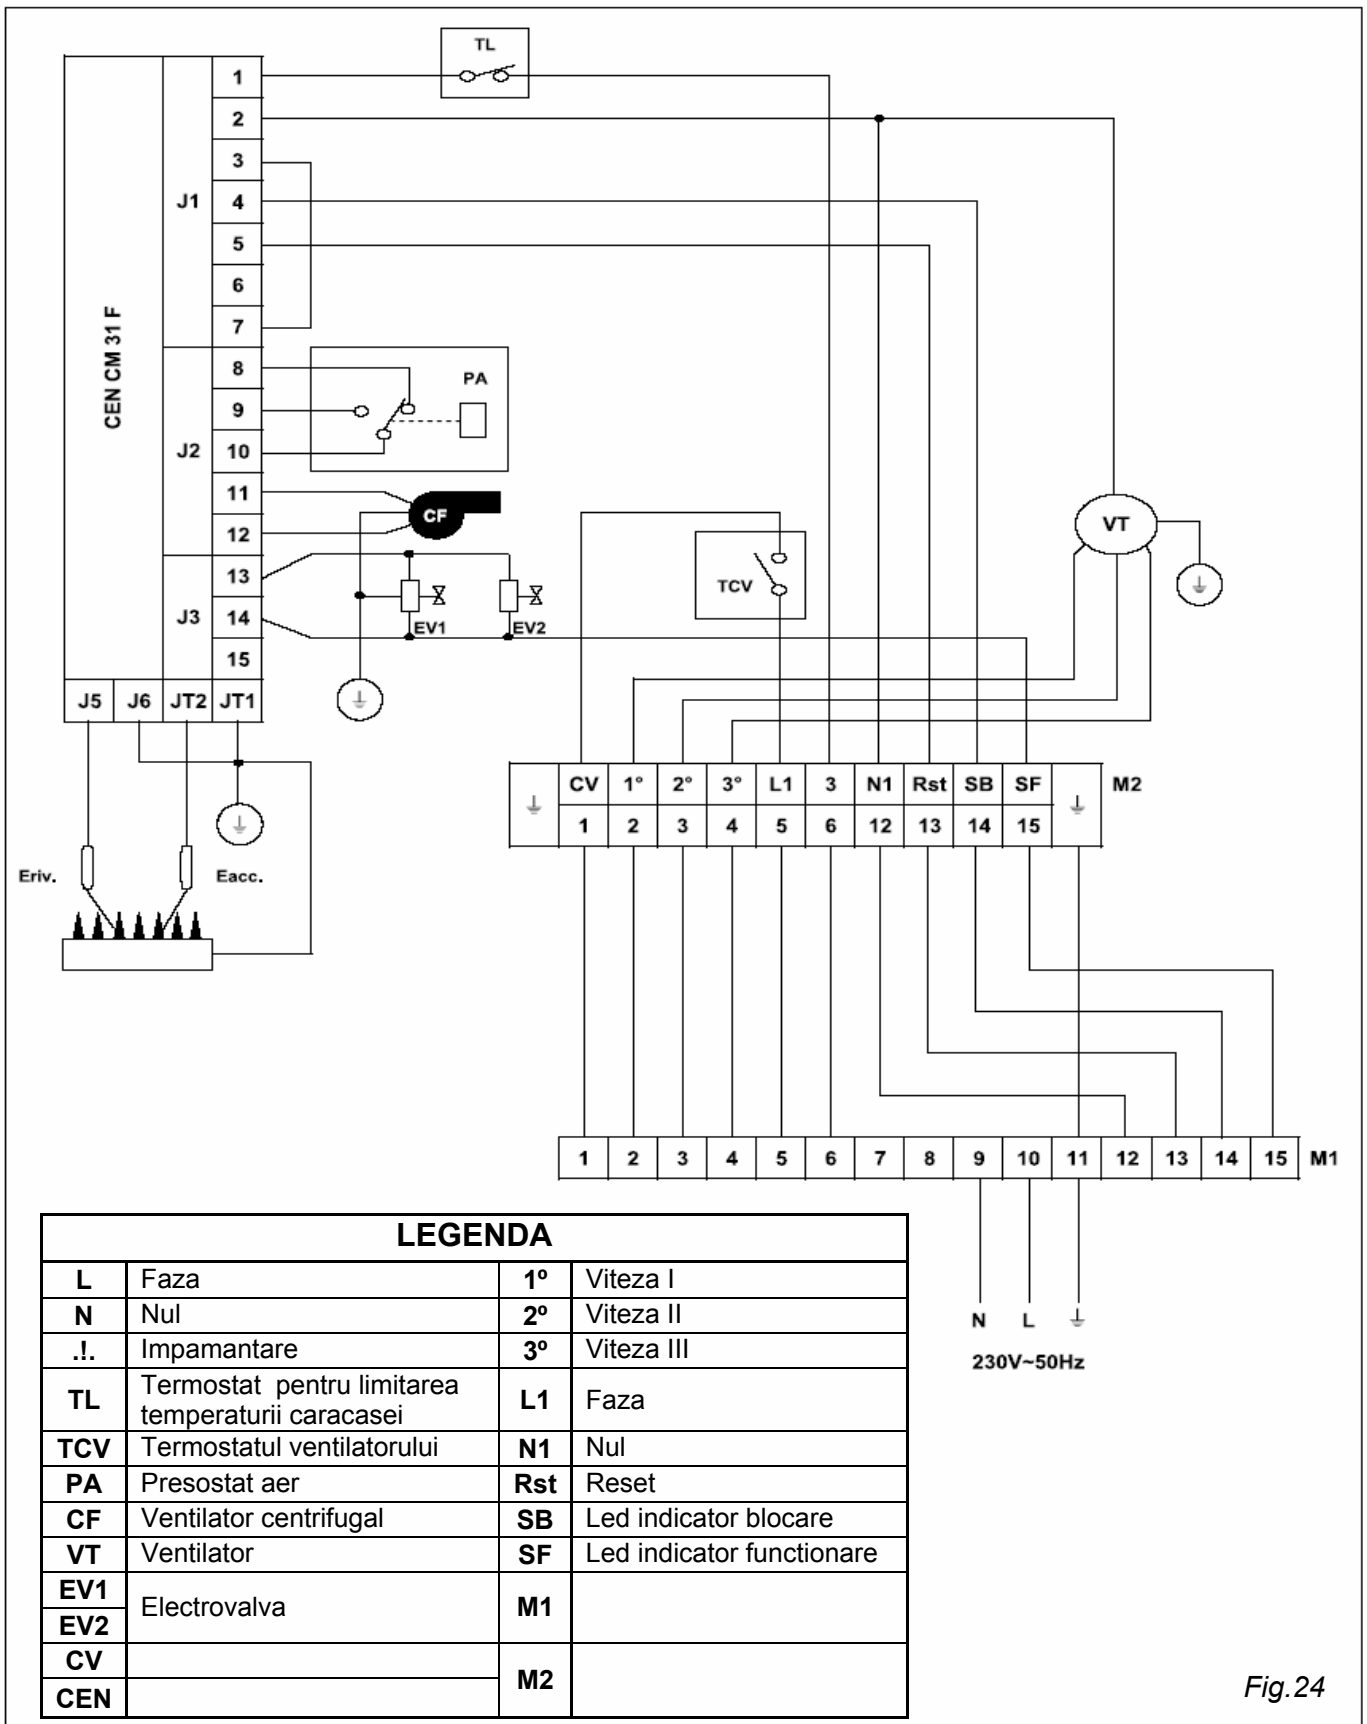 TL
1
2
3
4
5
6
7
J1
CEN CM 31 F
8
9
10
11
12
J2
PA
CF
13
14
15
J3
TCV
VT
EV1
EV2
J5 J6 JT2 JT1
Eriv.
Eacc.
CV 1° 2° 3° L1 3 N1 Rst SB SF M2
1 2 3 4 5 6 12 13 14 15
1 2 3 4 5 6 7 8 9 10 11 12 13 14 15 M1
N L
230V~50Hz
LEGENDA
L Faza 1º Viteza I
N Nul 2º Viteza II
.!. Impamantare 3º Viteza III
TL Termostat pentru limitarea
temperaturii caracasei L1 Faza
TCV Termostatul ventilatorului N1 Nul
PA Presostat aer Rst Reset
CF Ventilator centrifugal SB Led indicator blocare
VT Ventilator SF Led indicator functionare
EV1
EV2 Electrovalva M1
CV
CEN M2
Fig.24